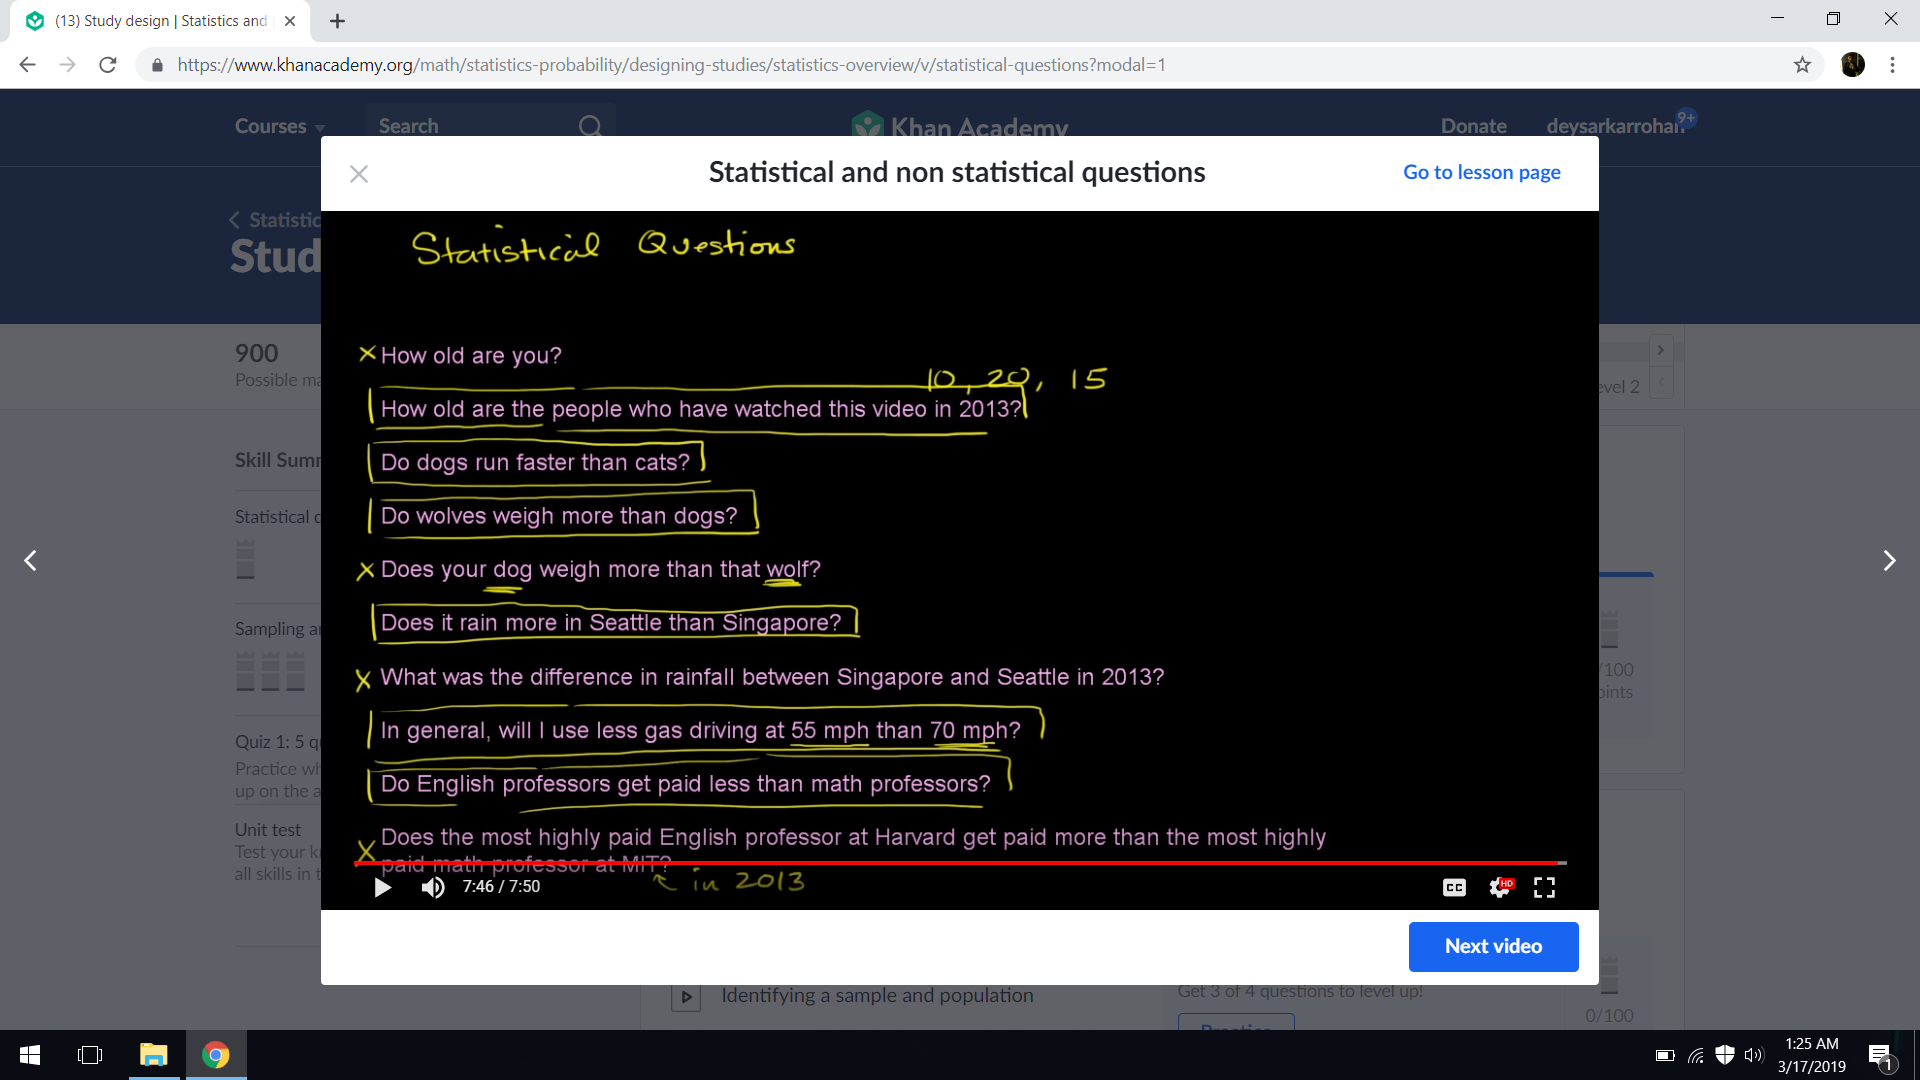 (13) Study design | Statistics and
https://www.khanacademy.org/math/statistics-probability/designing-studies/statistics-overview/v/statistical-questions?modal=1
Courses Search Khan Academy Donate deysarkarrohan 9+
Statistical and non statistical questions Go to lesson page
Statistic
Stud
Statistical Questions
900
Possible ma
Level 2
× How old are you?
10, 20, 15
How old are the people who have watched this video in 2013?
Skill Summ
Do dogs run faster than cats?
Statistical q
Do wolves weigh more than dogs?
× Does your dog weigh more than that wolf?
Sampling an
Does it rain more in Seattle than Singapore?
/100
points
× What was the difference in rainfall between Singapore and Seattle in 2013?
In general, will I use less gas driving at 55 mph than 70 mph?
Quiz 1: 5 qu
Practice wh
up on the a
Do English professors get paid less than math professors?
Unit test
Test your k
all skills in t
× Does the most highly paid English professor at Harvard get paid more than the most highly
paid math professor at MIT?
in 2013
7:46 / 7:50 CC HD
Next video
Identifying a sample and population
Get 3 of 4 questions to level up!
Practice
0/100
1:25 AM
3/17/2019
1